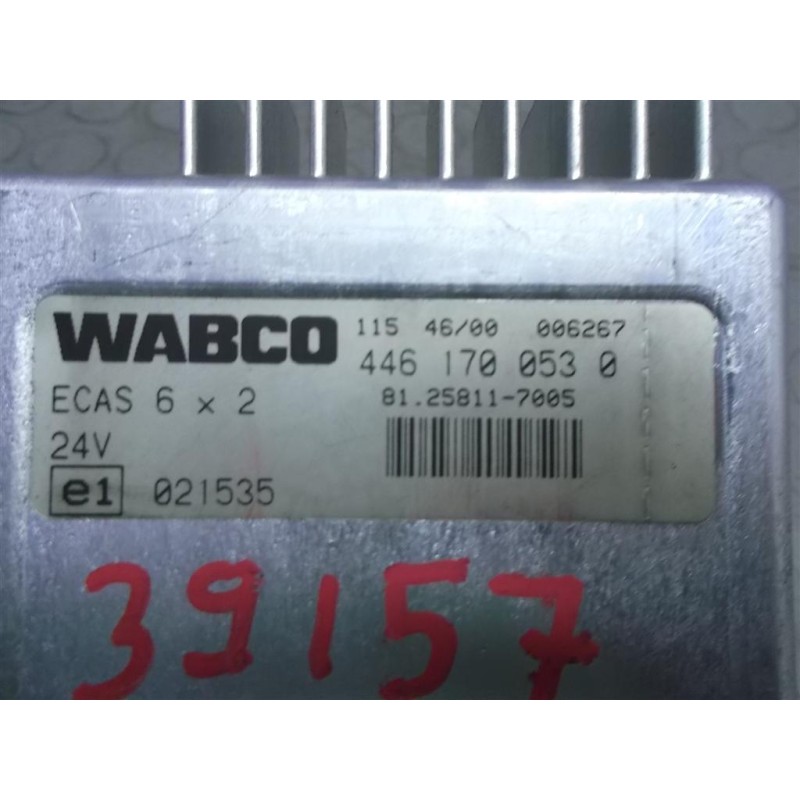 WABCO 115 46/00 006267
446 170 053 0
ECAS 6 x 2 81.25811-7005
24V
e1 021535
39157